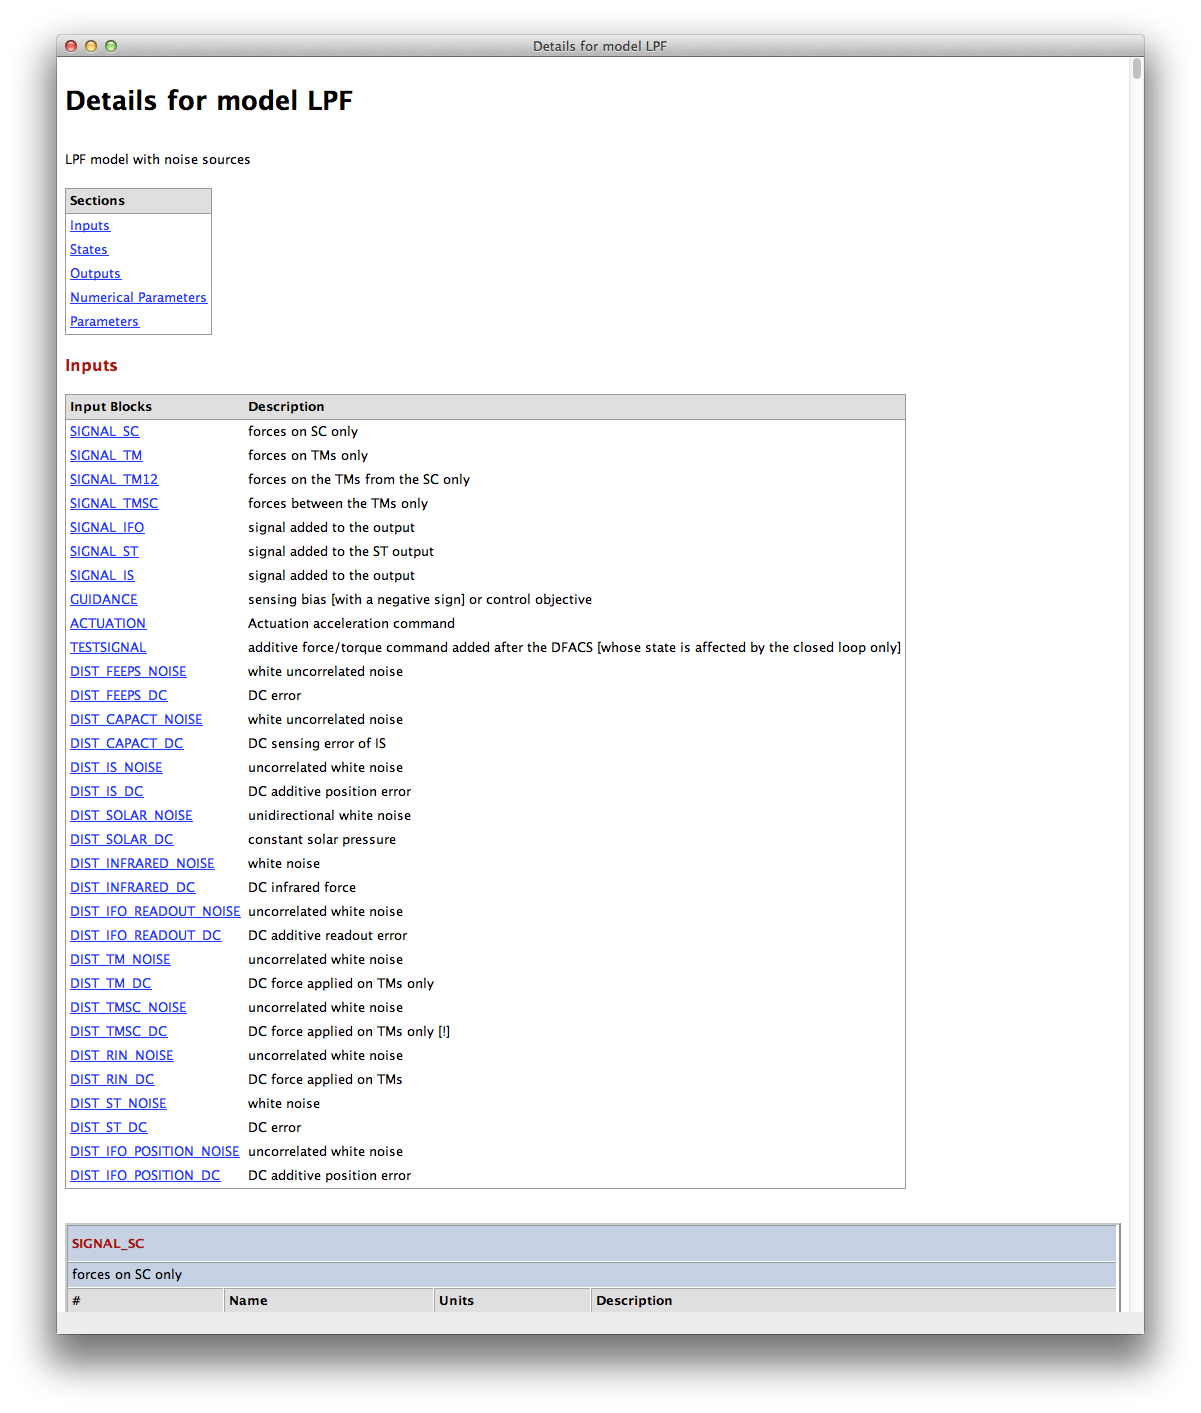 Details for model LPF
Details for model LPF
LPF model with noise sources
Sections
Inputs
States
Outputs
Numerical Parameters
Parameters
Inputs
Input Blocks Description
SIGNAL_SC forces on SC only
SIGNAL_TM forces on TMs only
SIGNAL_TM12 forces on the TMs from the SC only
SIGNAL_TMSC forces between the TMs only
SIGNAL_IFO signal added to the output
SIGNAL_ST signal added to the ST output
SIGNAL_IS signal added to the output
GUIDANCE sensing bias [with a negative sign] or control objective
ACTUATION Actuation acceleration command
TESTSIGNAL additive force/torque command added after the DFACS [whose state is affected by the closed loop only]
DIST_FEEPS_NOISE white uncorrelated noise
DIST_FEEPS_DC DC error
DIST_CAPACT_NOISE white uncorrelated noise
DIST_CAPACT_DC DC sensing error of IS
DIST_IS_NOISE uncorrelated white noise
DIST_IS_DC DC additive position error
DIST_SOLAR_NOISE unidirectional white noise
DIST_SOLAR_DC constant solar pressure
DIST_INFRARED_NOISE white noise
DIST_INFRARED_DC DC infrared force
DIST_IFO_READOUT_NOISE uncorrelated white noise
DIST_IFO_READOUT_DC DC additive readout error
DIST_TM_NOISE uncorrelated white noise
DIST_TM_DC DC force applied on TMs only
DIST_TMSC_NOISE uncorrelated white noise
DIST_TMSC_DC DC force applied on TMs only [!]
DIST_RIN_NOISE uncorrelated white noise
DIST_RIN_DC DC force applied on TMs
DIST_ST_NOISE white noise
DIST_ST_DC DC error
DIST_IFO_POSITION_NOISE uncorrelated white noise
DIST_IFO_POSITION_DC DC additive position error
SIGNAL_SC
forces on SC only
# Name Units Description